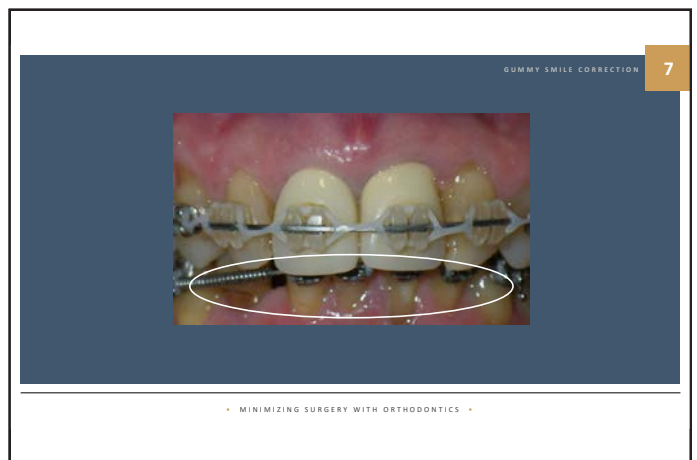 GUMMY SMILE CORRECTION
7
• MINIMIZING SURGERY WITH ORTHODONTICS •